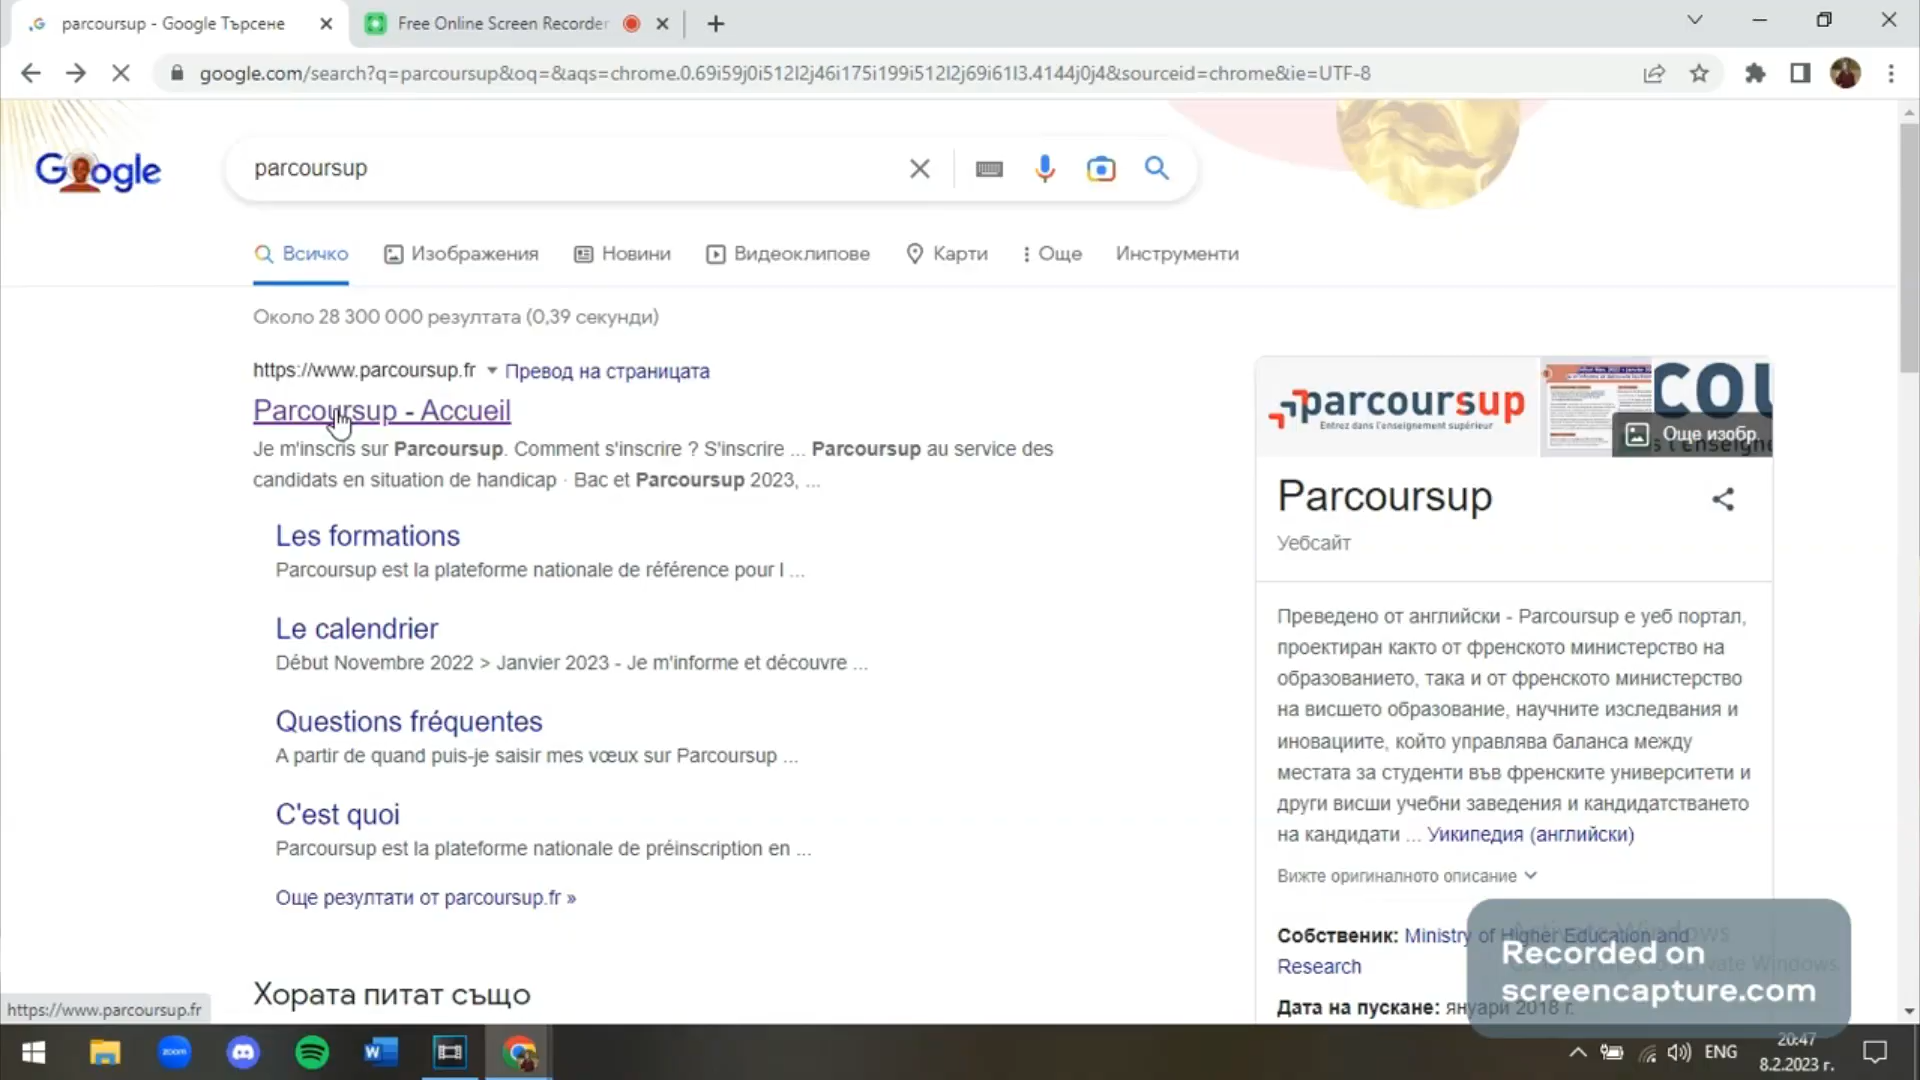 parcoursup - Google Търсене
Free Online Screen Recorder
google.com/search?q=parcoursup&oq=&aqs=chrome.0.69i59j0i512l2j46i175i199i512l2j69i61l3.4144j0j4&sourceid=chrome&ie=UTF-8
Google
parcoursup
Всичко Изображения Новини Видеоклипове Карти Още Инструменти
Около 28 300 000 резултата (0,39 секунди)
https://www.parcoursup.fr Превод на страницата
Parcoursup - Accueil
Je m'inscris sur Parcoursup. Comment s'inscrire ? S'inscrire ... Parcoursup au service des
candidats en situation de handicap · Bac et Parcoursup 2023, ...
Les formations
Parcoursup est la plateforme nationale de référence pour l ...
Le calendrier
Début Novembre 2022 > Janvier 2023 - Je m'informe et découvre ...
Questions fréquentes
A partir de quand puis-je saisir mes vœux sur Parcoursup ...
C'est quoi
Parcoursup est la plateforme nationale de préinscription en ...
Още резултати от parcoursup.fr »
Хората питат също
parcoursup
Entrez dans l'enseignement supérieur
COU
Още изобр.
Parcoursup
Уебсайт
Преведено от английски - Parcoursup е уеб портал,
проектиран както от френското министерство на
образованието, така и от френското министерство
на висшето образование, научните изследвания и
иновациите, който управлява баланса между
местата за студенти във френските университети и
други висши учебни заведения и кандидатстването
на кандидати ... Уикипедия (английски)
Вижте оригиналното описание
Собственик: Ministry of Higher Education and
Research
Дата на пускане: януари 2018 г.
Activate Windows
Recorded on
screencapture.com
https://www.parcoursup.fr
zoom
W
ENG
20:47
8.2.2023 г.